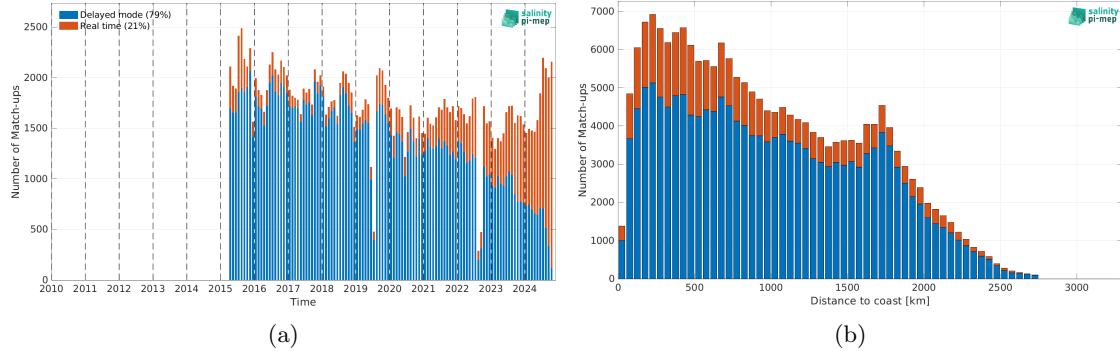 Delayed mode (79%)
Real time (21%)
salinity
pi-mep
Number of Match-ups
2500
2000
1500
1000
500
0
2010 2011 2012 2013 2014 2015 2016 2017 2018 2019 2020 2021 2022 2023 2024
Time
(a)
salinity
pi-mep
Number of Match-ups
7000
6000
5000
4000
3000
2000
1000
0
0 500 1000 1500 2000 2500 3000
Distance to coast [km]
(b)